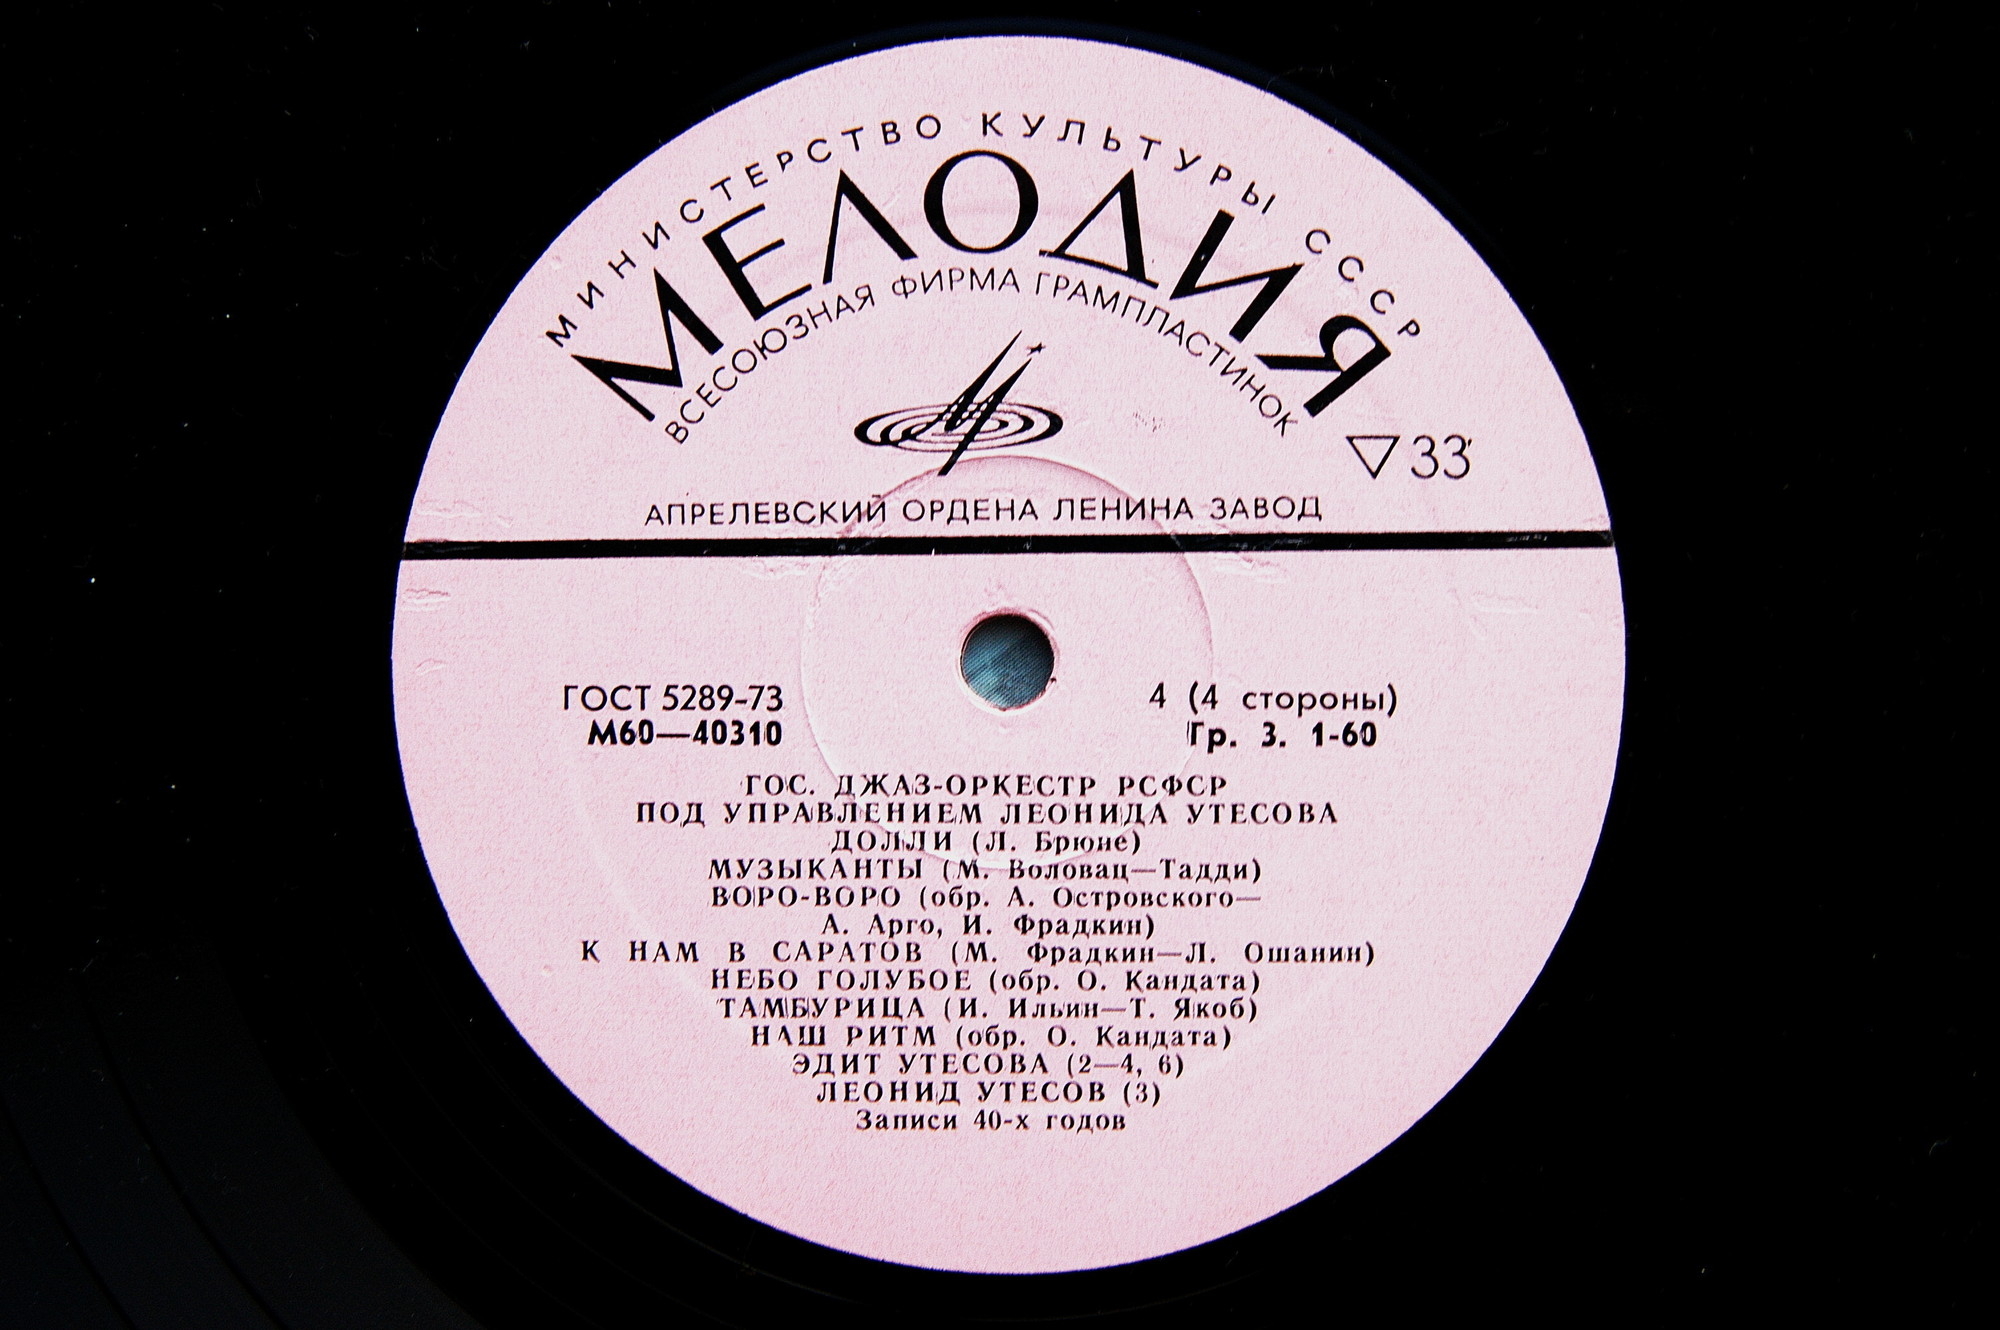 МИНИСТЕРСТВО КУЛЬТУРЫ СССР
МЕЛОДИЯ
ВСЕСОЮЗНАЯ ФИРМА ГРАМПЛАСТИНОК
33
АПРЕЛЕВСКИЙ ОРДЕНА ЛЕНИНА ЗАВОД
ГОСТ 5289-73 4 (4 стороны)
М60—40310 Гр. 3. 1-60
ГОС. ДЖАЗ-ОРКЕСТР РСФСР
ПОД УПРАВЛЕНИЕМ ЛЕОНИДА УТЕСОВА
ДОЛЛИ (Л. Брюне)
МУЗЫКАНТЫ (М. Воловац—Тадди)
ВОРО-ВОРО (обр. А. Островского—
А. Арго, И. Фрадкин)
К НАМ В САРАТОВ (М. Фрадкин—Л. Ошанин)
НЕБО ГОЛУБОЕ (обр. О. Кандата)
ТАМБУРИЦА (И. Ильин—Т. Якоб)
НАШ РИТМ (обр. О. Кандата)
ЭДИТ УТЕСОВА (2—4, 6)
ЛЕОНИД УТЕСОВ (3)
Записи 40-х годов